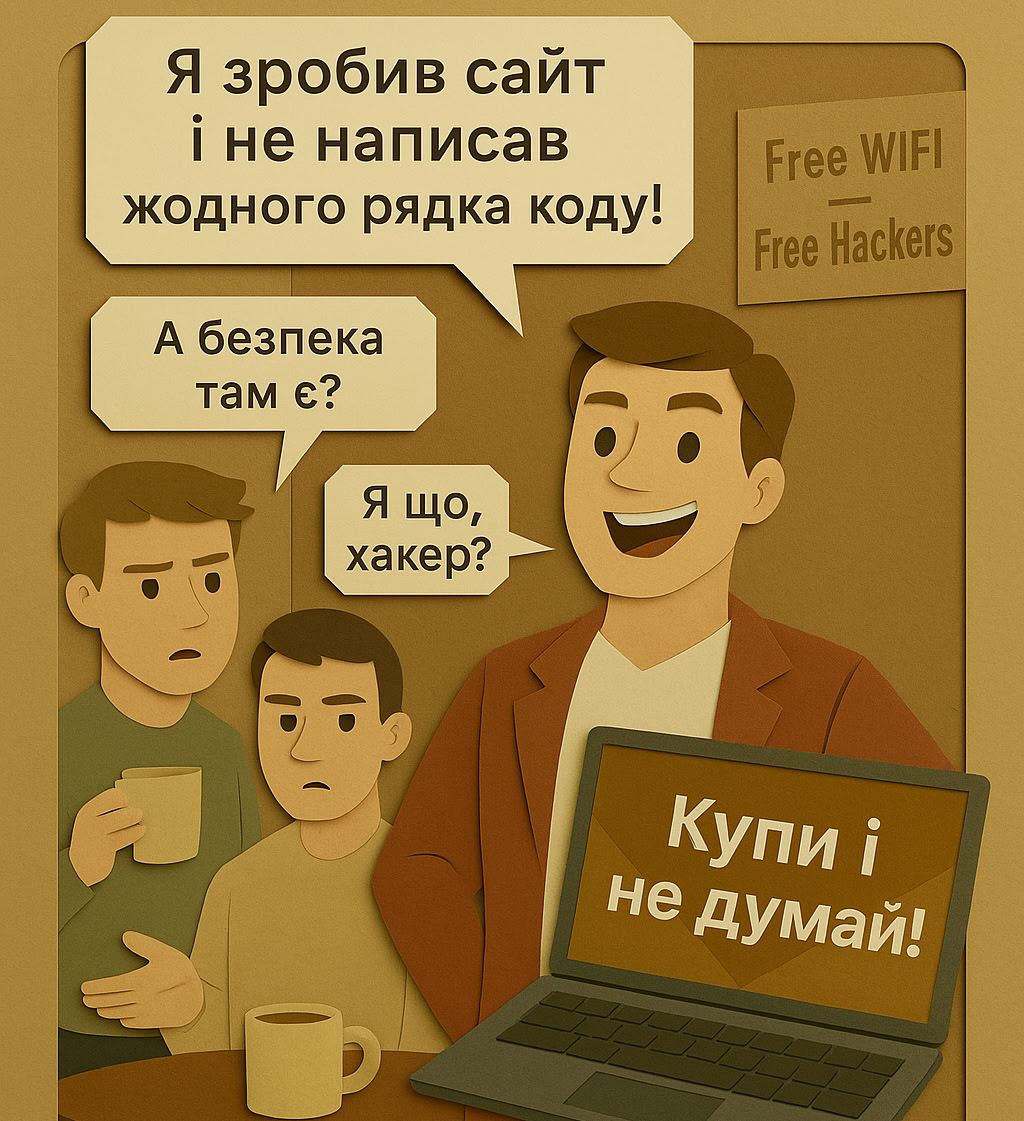 Я зробив сайт
і не написав
жодного рядка коду!
Free WIFI
—
Free Hackers
А безпека
там є?
Я що,
хакер?
Купи і
не думай!